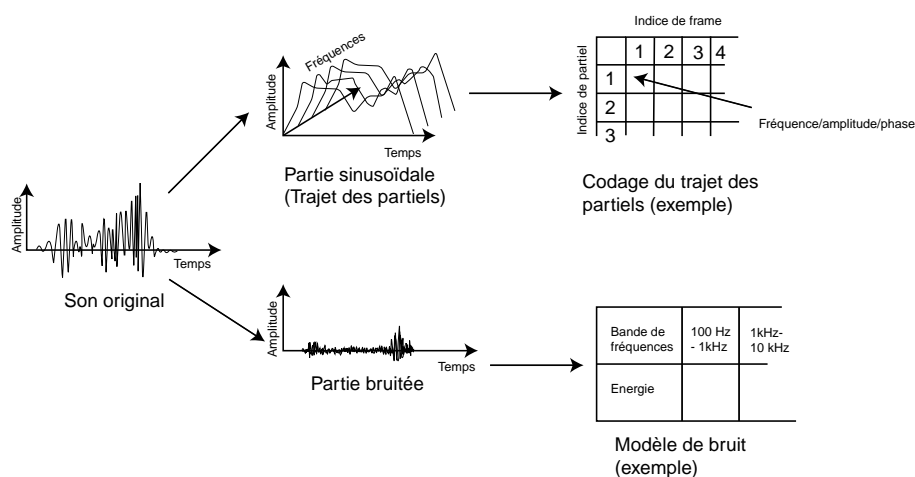 Amplitude
Temps
Son original
Amplitude
Fréquences
Temps
Partie sinusoïdale
(Trajet des partiels)
Indice de frame
Indice de partiel
1 2 3 4
1
2
3
Fréquence/amplitude/phase
Codage du trajet des
partiels (exemple)
Amplitude
Temps
Partie bruitée
Bande de
fréquences
100 Hz
- 1kHz
1kHz-
10 kHz
Energie
Modèle de bruit
(exemple)